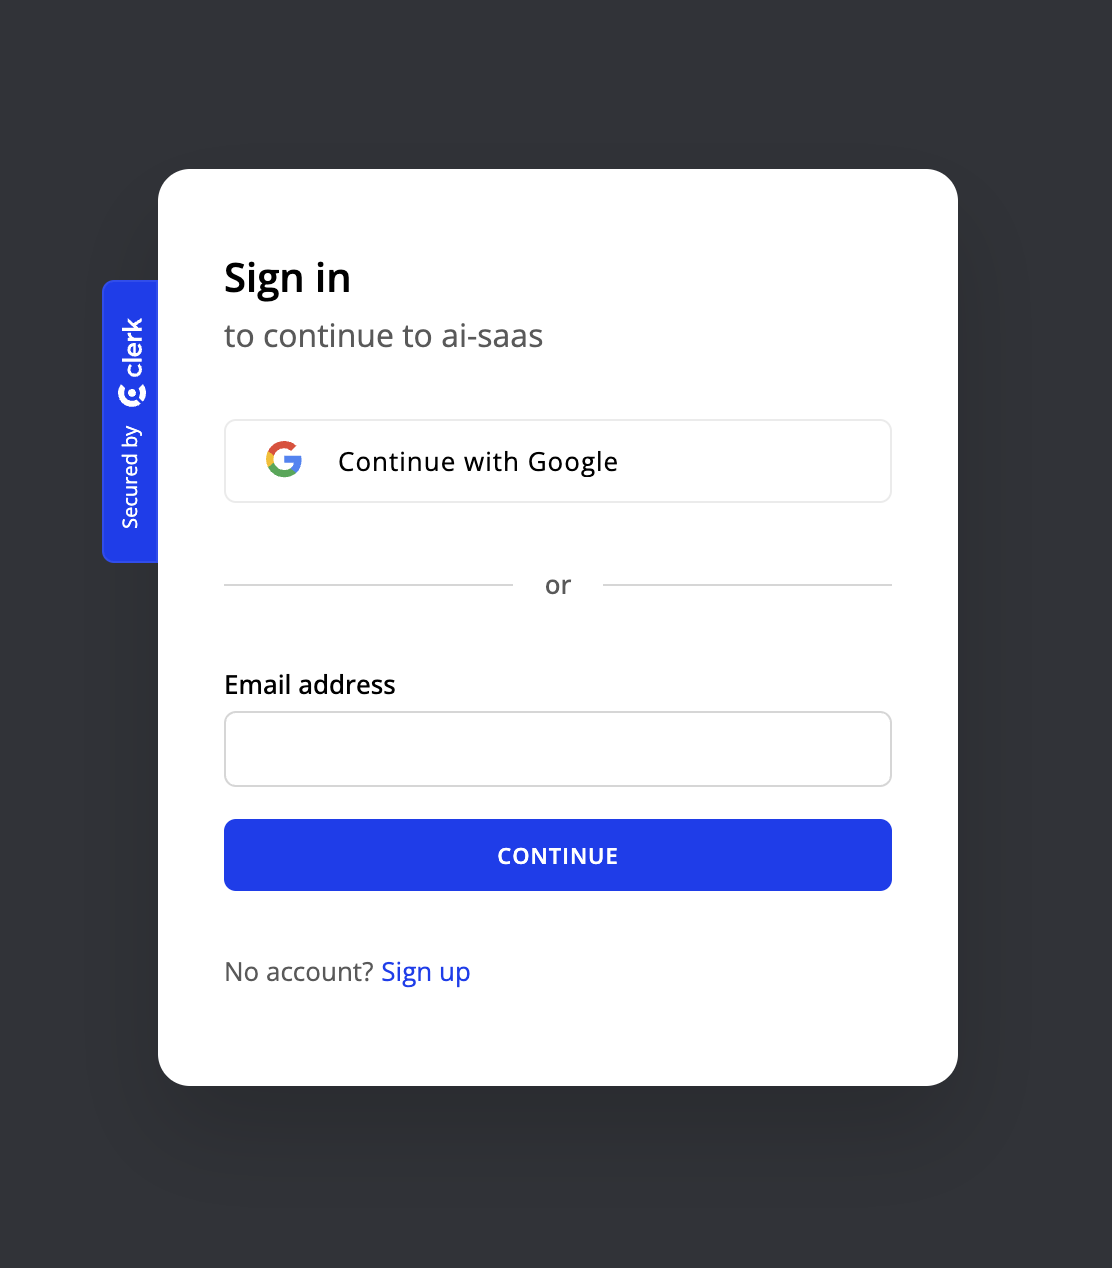 Sign in
to continue to ai-saas
Secured by clerk
Continue with Google
or
Email address
CONTINUE
No account? Sign up